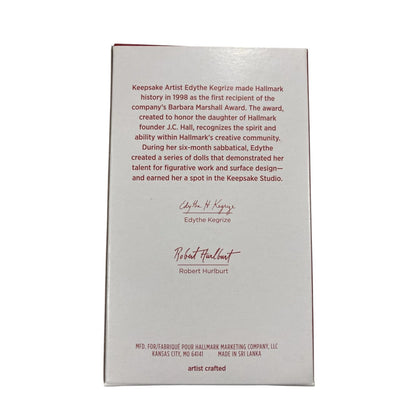 Keepsake Artist Edythe Kegrize made Hallmark
history in 1998 as the first recipient of the
company's Barbara Marshall Award. The award,
created to honor the daughter of Hallmark
founder J.C. Hall, recognizes the spirit and
ability within Hallmark's creative community.
During her six-month sabbatical, Edythe
created a series of dolls that demonstrated her
talent for figurative work and surface design—
and earned her a spot in the Keepsake Studio.
Edythe H Kegrize
Edythe Kegrize
Robert Hurlburt
Robert Hurlburt
MFD. FOR/FABRIQUÉ POUR HALLMARK MARKETING COMPANY, LLC
KANSAS CITY, MO 64141 MADE IN SRI LANKA
artist crafted